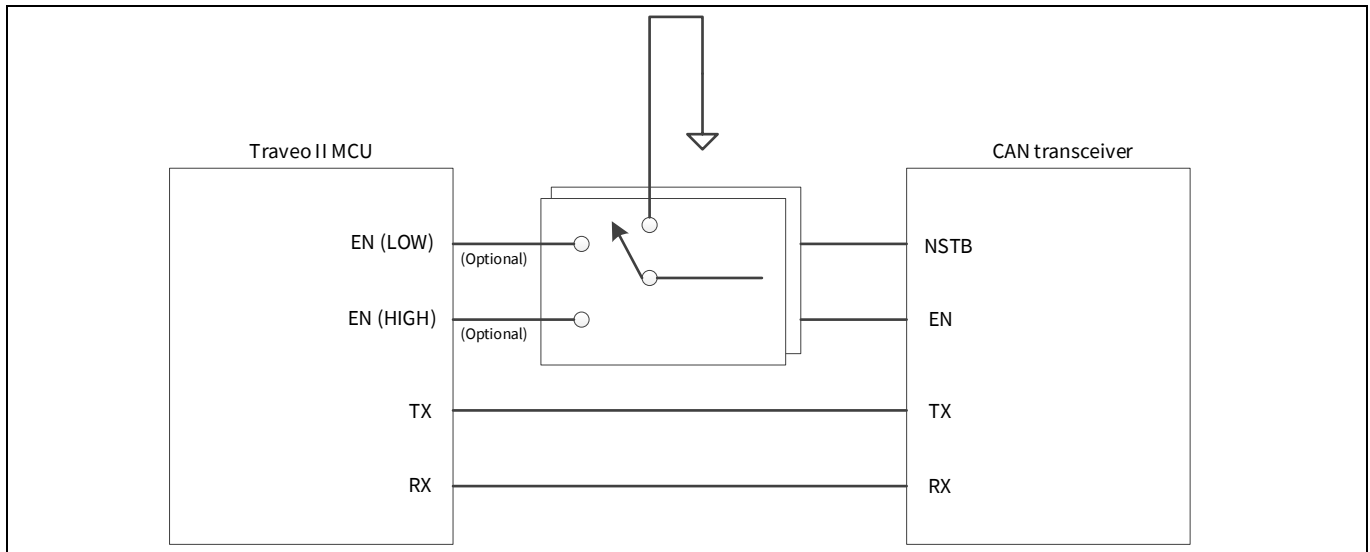 Traveo II MCU
CAN transceiver
EN (LOW)
(Optional)
NSTB
EN (HIGH)
(Optional)
EN
TX
TX
RX
RX